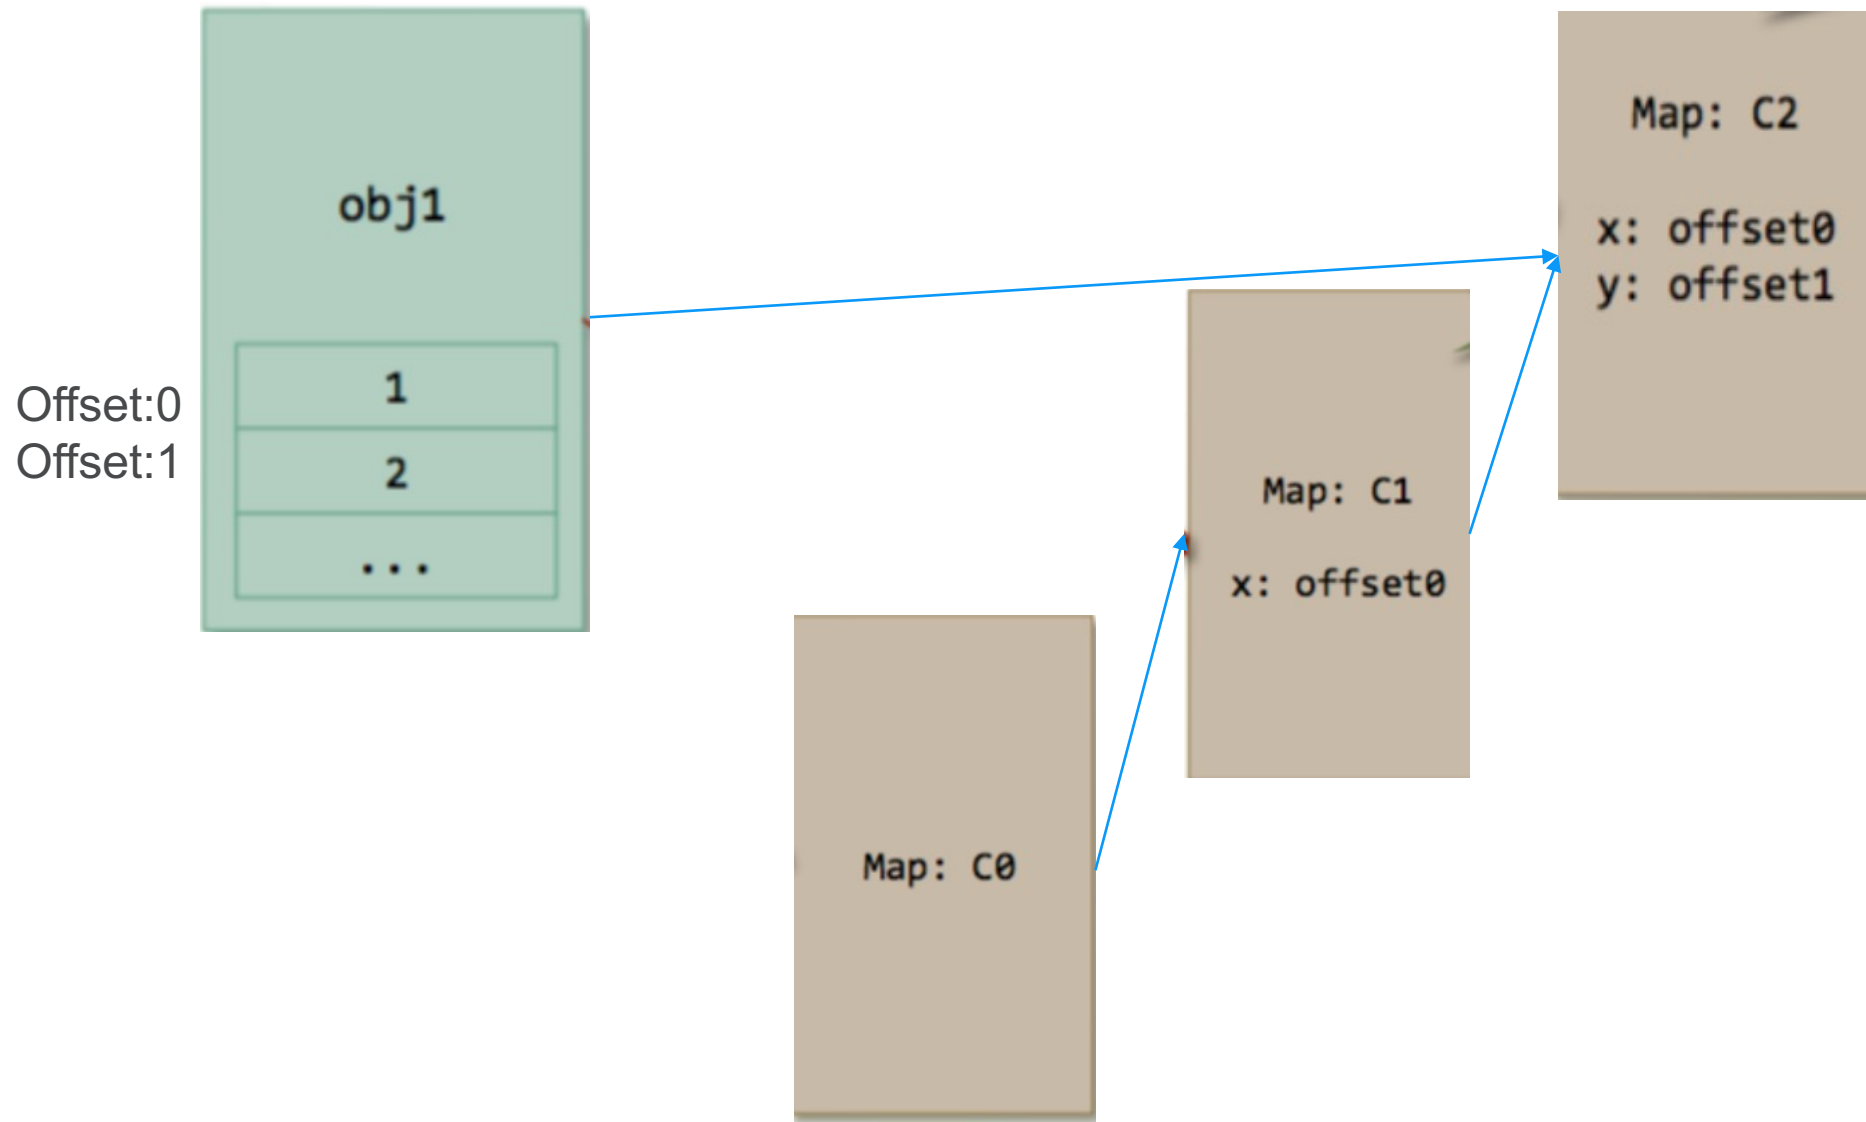 obj1
Offset:0
Offset:1
1
2
...
Map: C2
x: offset0
y: offset1
Map: C1
x: offset0
Map: C0